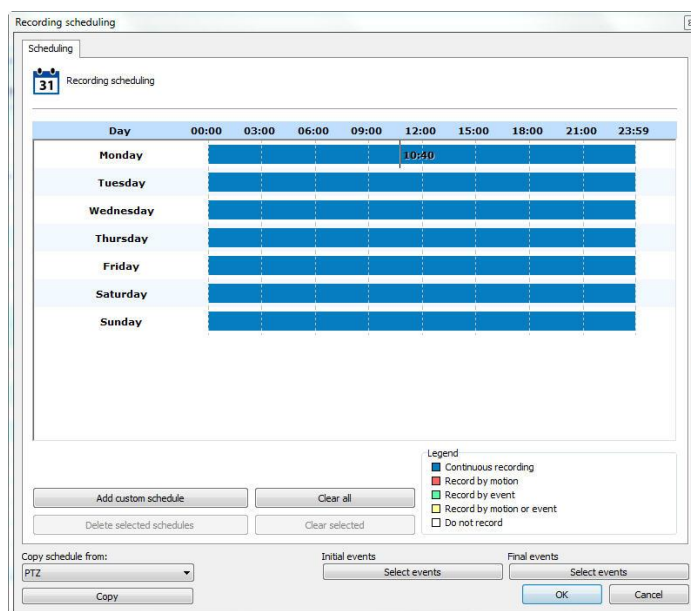 Recording scheduling
Scheduling
31 Recording scheduling
Day 00:00 03:00 06:00 09:00 12:00 15:00 18:00 21:00 23:59
Monday 10:40
Tuesday
Wednesday
Thursday
Friday
Saturday
Sunday
Legend
Continuous recording
Record by motion
Record by event
Record by motion or event
Do not record
Add custom schedule Clear all
Delete selected schedules Clear selected
Copy schedule from: Initial events Final events
PTZ Select events Select events
Copy OK Cancel